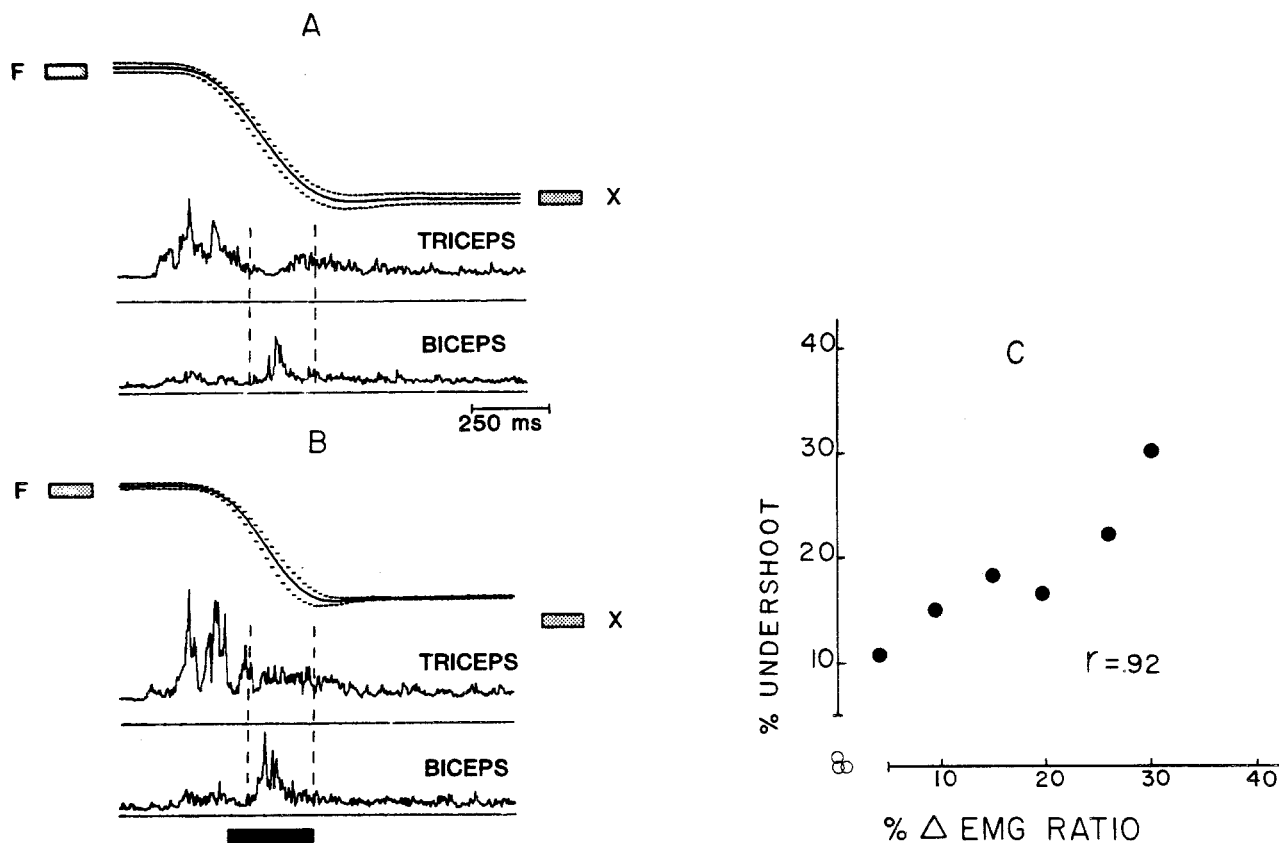 A
F
X
TRICEPS
BICEPS
250 ms
B
F
X
TRICEPS
BICEPS
C
40
30
20
10
% UNDERSHOOT
r = .92
10 20 30 40
% Δ EMG RATIO